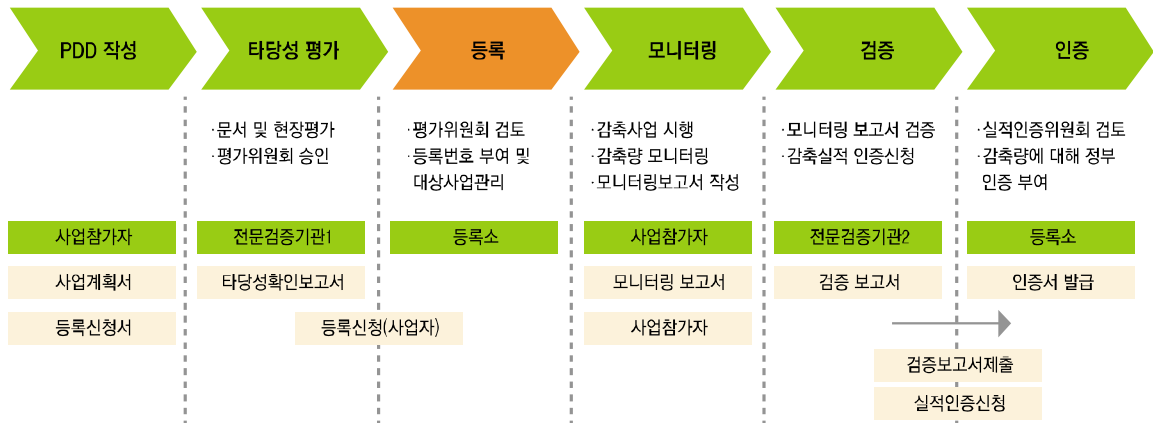 PDD 작성
타당성 평가
등록
모니터링
검증
인증
·문서 및 현장평가
·평가위원회 승인
·평가위원회 검토
·등록번호 부여 및
대상사업관리
·감축사업 시행
·감축량 모니터링
·모니터링보고서 작성
·모니터링 보고서 검증
·감축실적 인증신청
·실적인증위원회 검토
·감축량에 대해 정부
인증 부여
사업참가자
전문검증기관1
등록소
사업참가자
전문검증기관2
등록소
사업계획서
타당성확인보고서
모니터링 보고서
검증 보고서
인증서 발급
등록신청서
등록신청(사업자)
사업참가자
검증보고서제출
실적인증신청